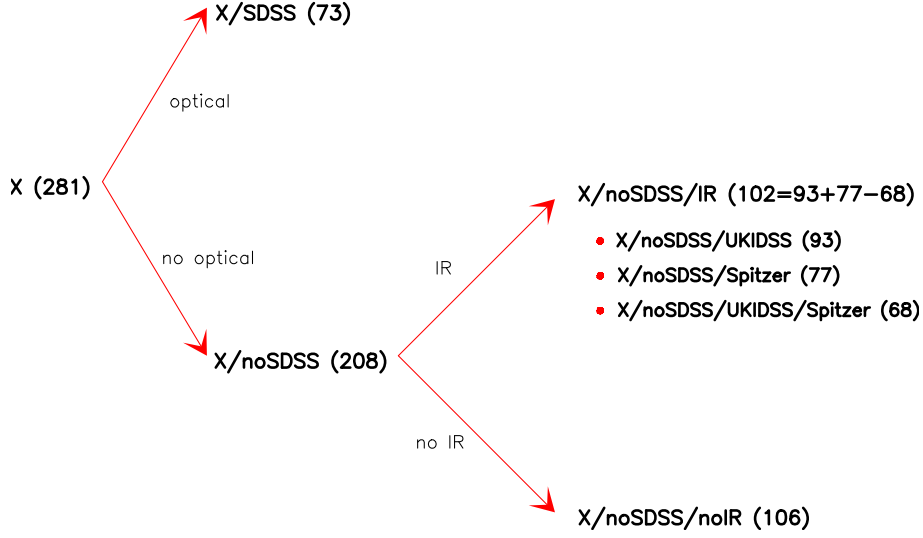 X/SDSS (73)
optical
X (281)
no optical
X/noSDSS (208)
IR
X/noSDSS/IR (102=93+77−68)
X/noSDSS/UKIDSS (93)
X/noSDSS/Spitzer (77)
X/noSDSS/UKIDSS/Spitzer (68)
no IR
X/noSDSS/noIR (106)